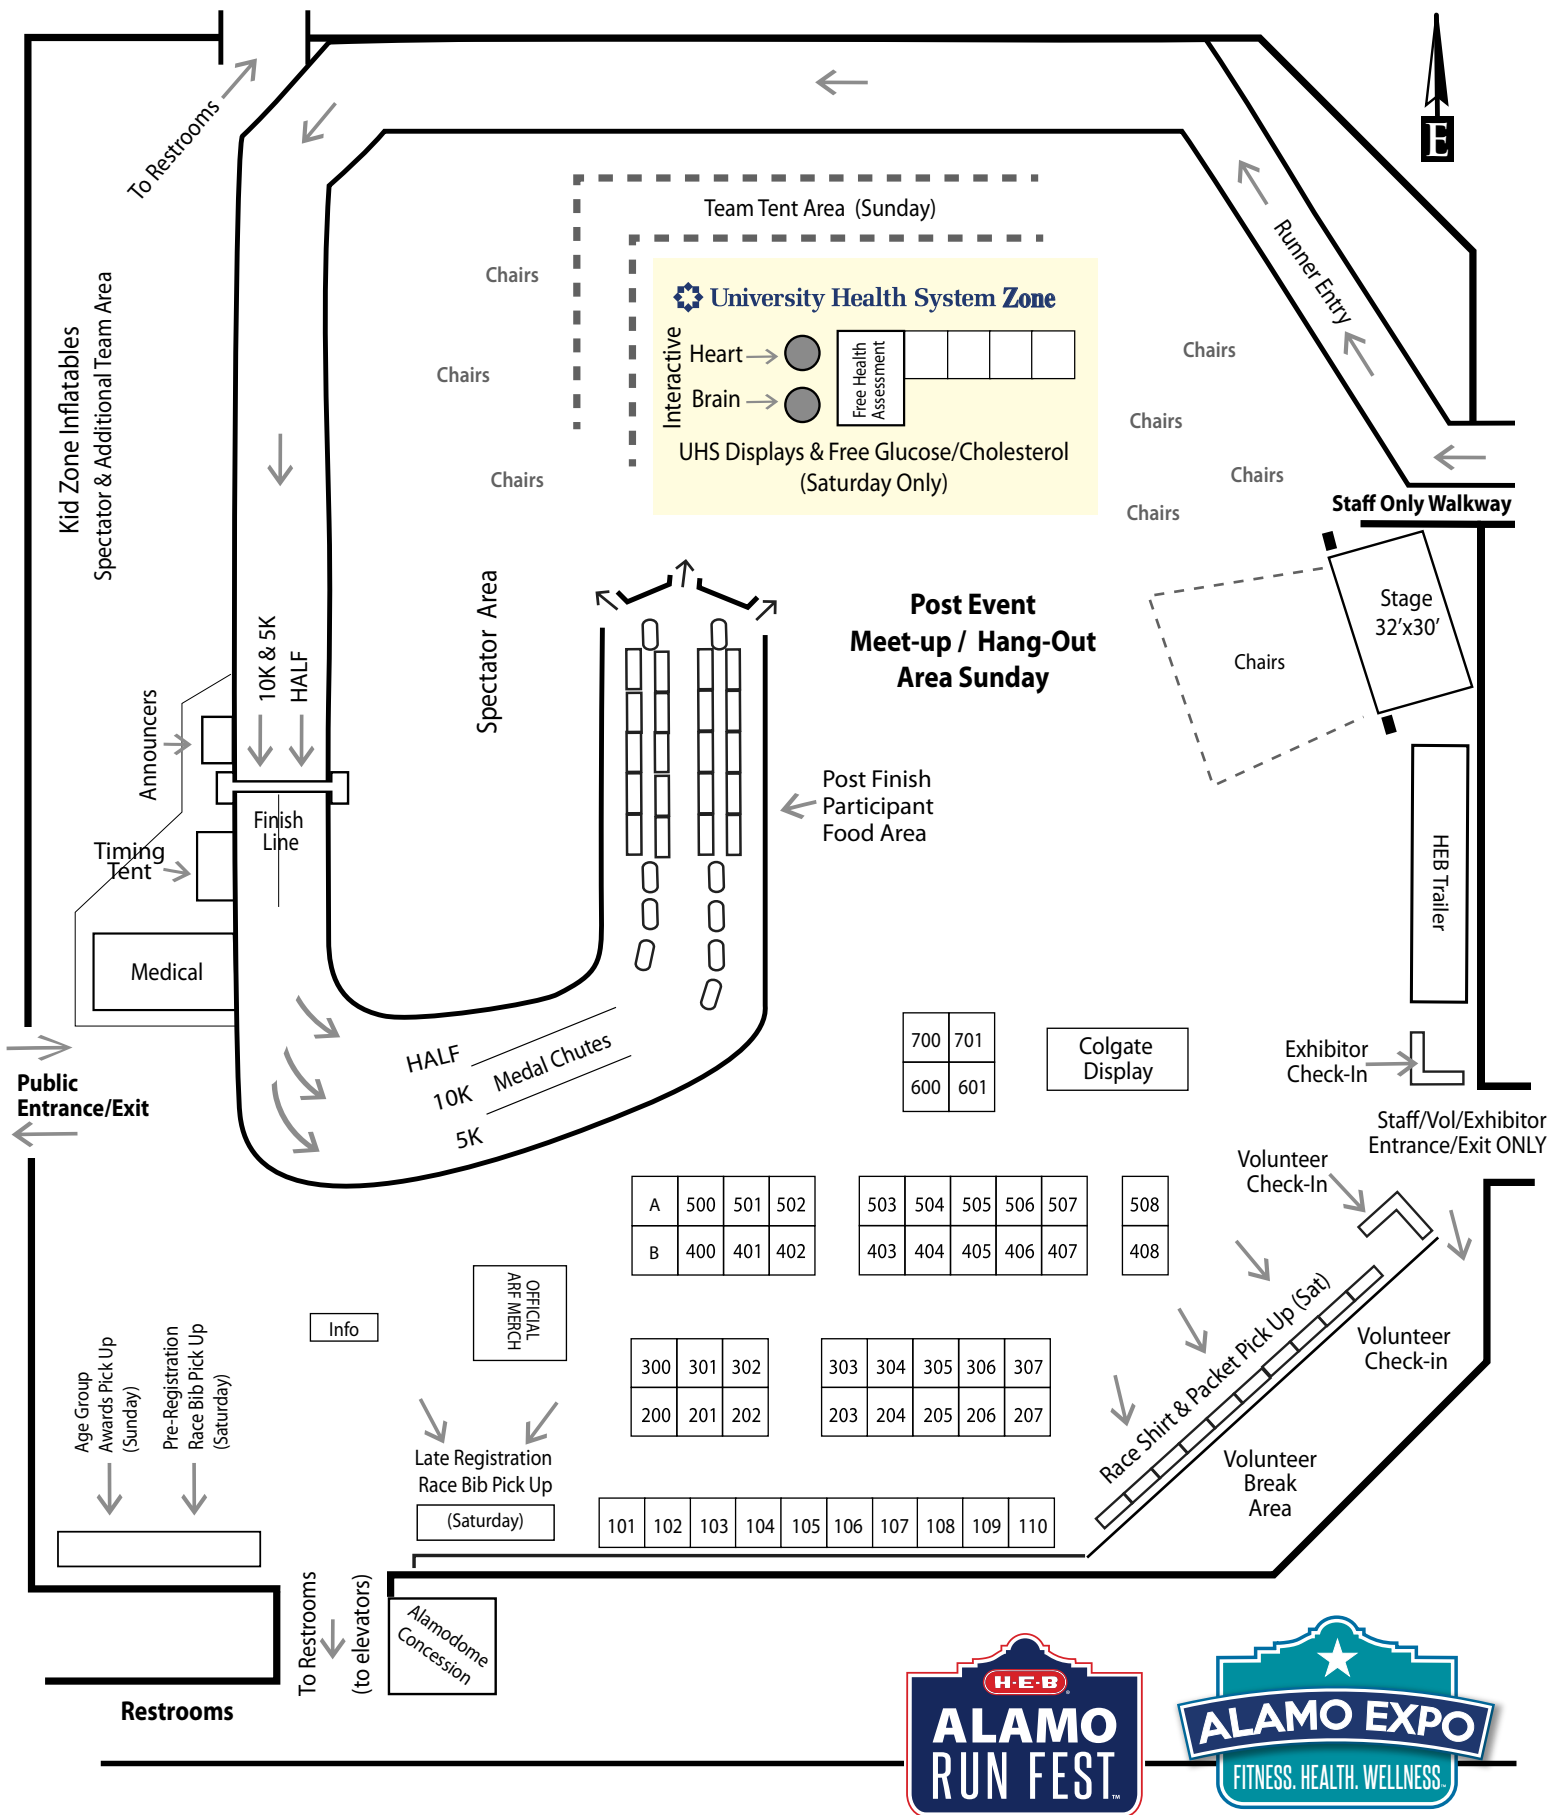 E
To Restrooms
Team Tent Area (Sunday)
Runner Entry
Chairs
University Health System Zone
Interactive
Heart
Brain
Free Health
Assessment
UHS Displays & Free Glucose/Cholesterol
(Saturday Only)
Chairs
Chairs
Chairs
Chairs
Chairs
Chairs
Kid Zone Inflatables
Spectator & Additional Team Area
Staff Only Walkway
Stage
32'x30'
Chairs
Spectator Area
Post Event
Meet-up / Hang-Out
Area Sunday
10K & 5K
HALF
Announcers
Finish
Line
Timing
Tent
Medical
Post Finish
Participant
Food Area
HEB Trailer
HALF
10K
5K
Medal Chutes
Public
Entrance/Exit
700 701
600 601
Colgate
Display
Exhibitor
Check-In
Staff/Vol/Exhibitor
Entrance/Exit ONLY
Volunteer
Check-In
A 500 501 502 503 504 505 506 507 508
B 400 401 402 403 404 405 406 407 408
OFFICIAL
ARF MERCH
Info
300 301 302 303 304 305 306 307
200 201 202 203 204 205 206 207
Race Shirt & Packet Pick Up (Sat)
Volunteer
Check-in
Volunteer
Break
Area
Age Group
Awards Pick Up
(Sunday)
Pre-Registration
Race Bib Pick Up
(Saturday)
Late Registration
Race Bib Pick Up
(Saturday)
101 102 103 104 105 106 107 108 109 110
To Restrooms
(to elevators)
Alamodome
Concession
Restrooms
H-E-B
ALAMO
RUN FEST™
ALAMO EXPO
FITNESS. HEALTH. WELLNESS™